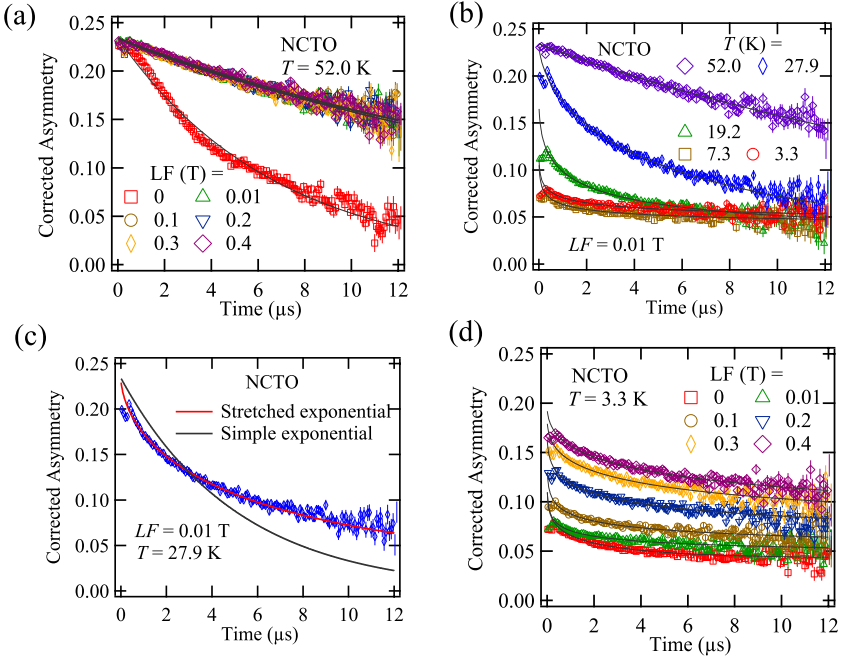 (a)
0.25
0.20
0.15
0.10
0.05
0.00
Corrected Asymmetry
NCTO
T = 52.0 K
LF (T) =
0 0.01
0.1 0.2
0.3 0.4
0 2 4 6 8 10 12
Time (µs)
(b)
0.25
0.20
0.15
0.10
0.05
0.00
Corrected Asymmetry
NCTO
T (K) =
52.0 27.9
19.2
7.3 3.3
LF = 0.01 T
0 2 4 6 8 10 12
Time (µs)
(c)
0.25
0.20
0.15
0.10
0.05
0.00
Corrected Asymmetry
NCTO
Stretched exponential
Simple exponential
LF = 0.01 T
T = 27.9 K
0 2 4 6 8 10 12
Time (µs)
(d)
0.25
0.20
0.15
0.10
0.05
0.00
Corrected Asymmetry
NCTO
T = 3.3 K
LF (T) =
0 0.01
0.1 0.2
0.3 0.4
0 2 4 6 8 10 12
Time (µs)